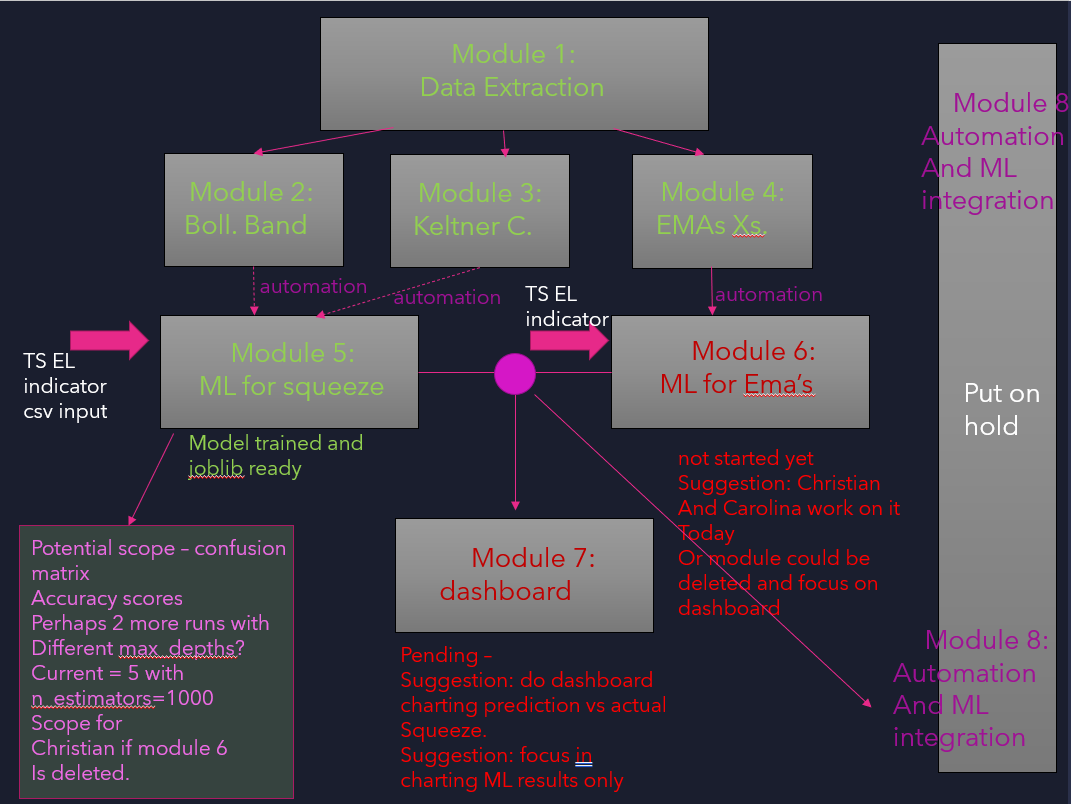 Module 1:
Data Extraction
Module 8
Automation
And ML
integration
Module 2:
Boll. Band
Module 3:
Keltner C.
Module 4:
EMAs Xs.
automation
automation
automation
TS EL
indicator
TS EL
indicator
csv input
Module 5:
ML for squeeze
Module 6:
ML for Ema's
Put on
hold
Model trained and
joblib ready
not started yet
Suggestion: Christian
And Carolina work on it
Today
Or module could be
deleted and focus on
dashboard
Potential scope – confusion
matrix
Accuracy scores
Perhaps 2 more runs with
Different max_depths?
Current = 5 with
n_estimators=1000
Scope for
Christian if module 6
Is deleted.
Module 7:
dashboard
Pending –
Suggestion: do dashboard
charting prediction vs actual
Squeeze.
Suggestion: focus in
charting ML results only
Module 8:
Automation
And ML
integration